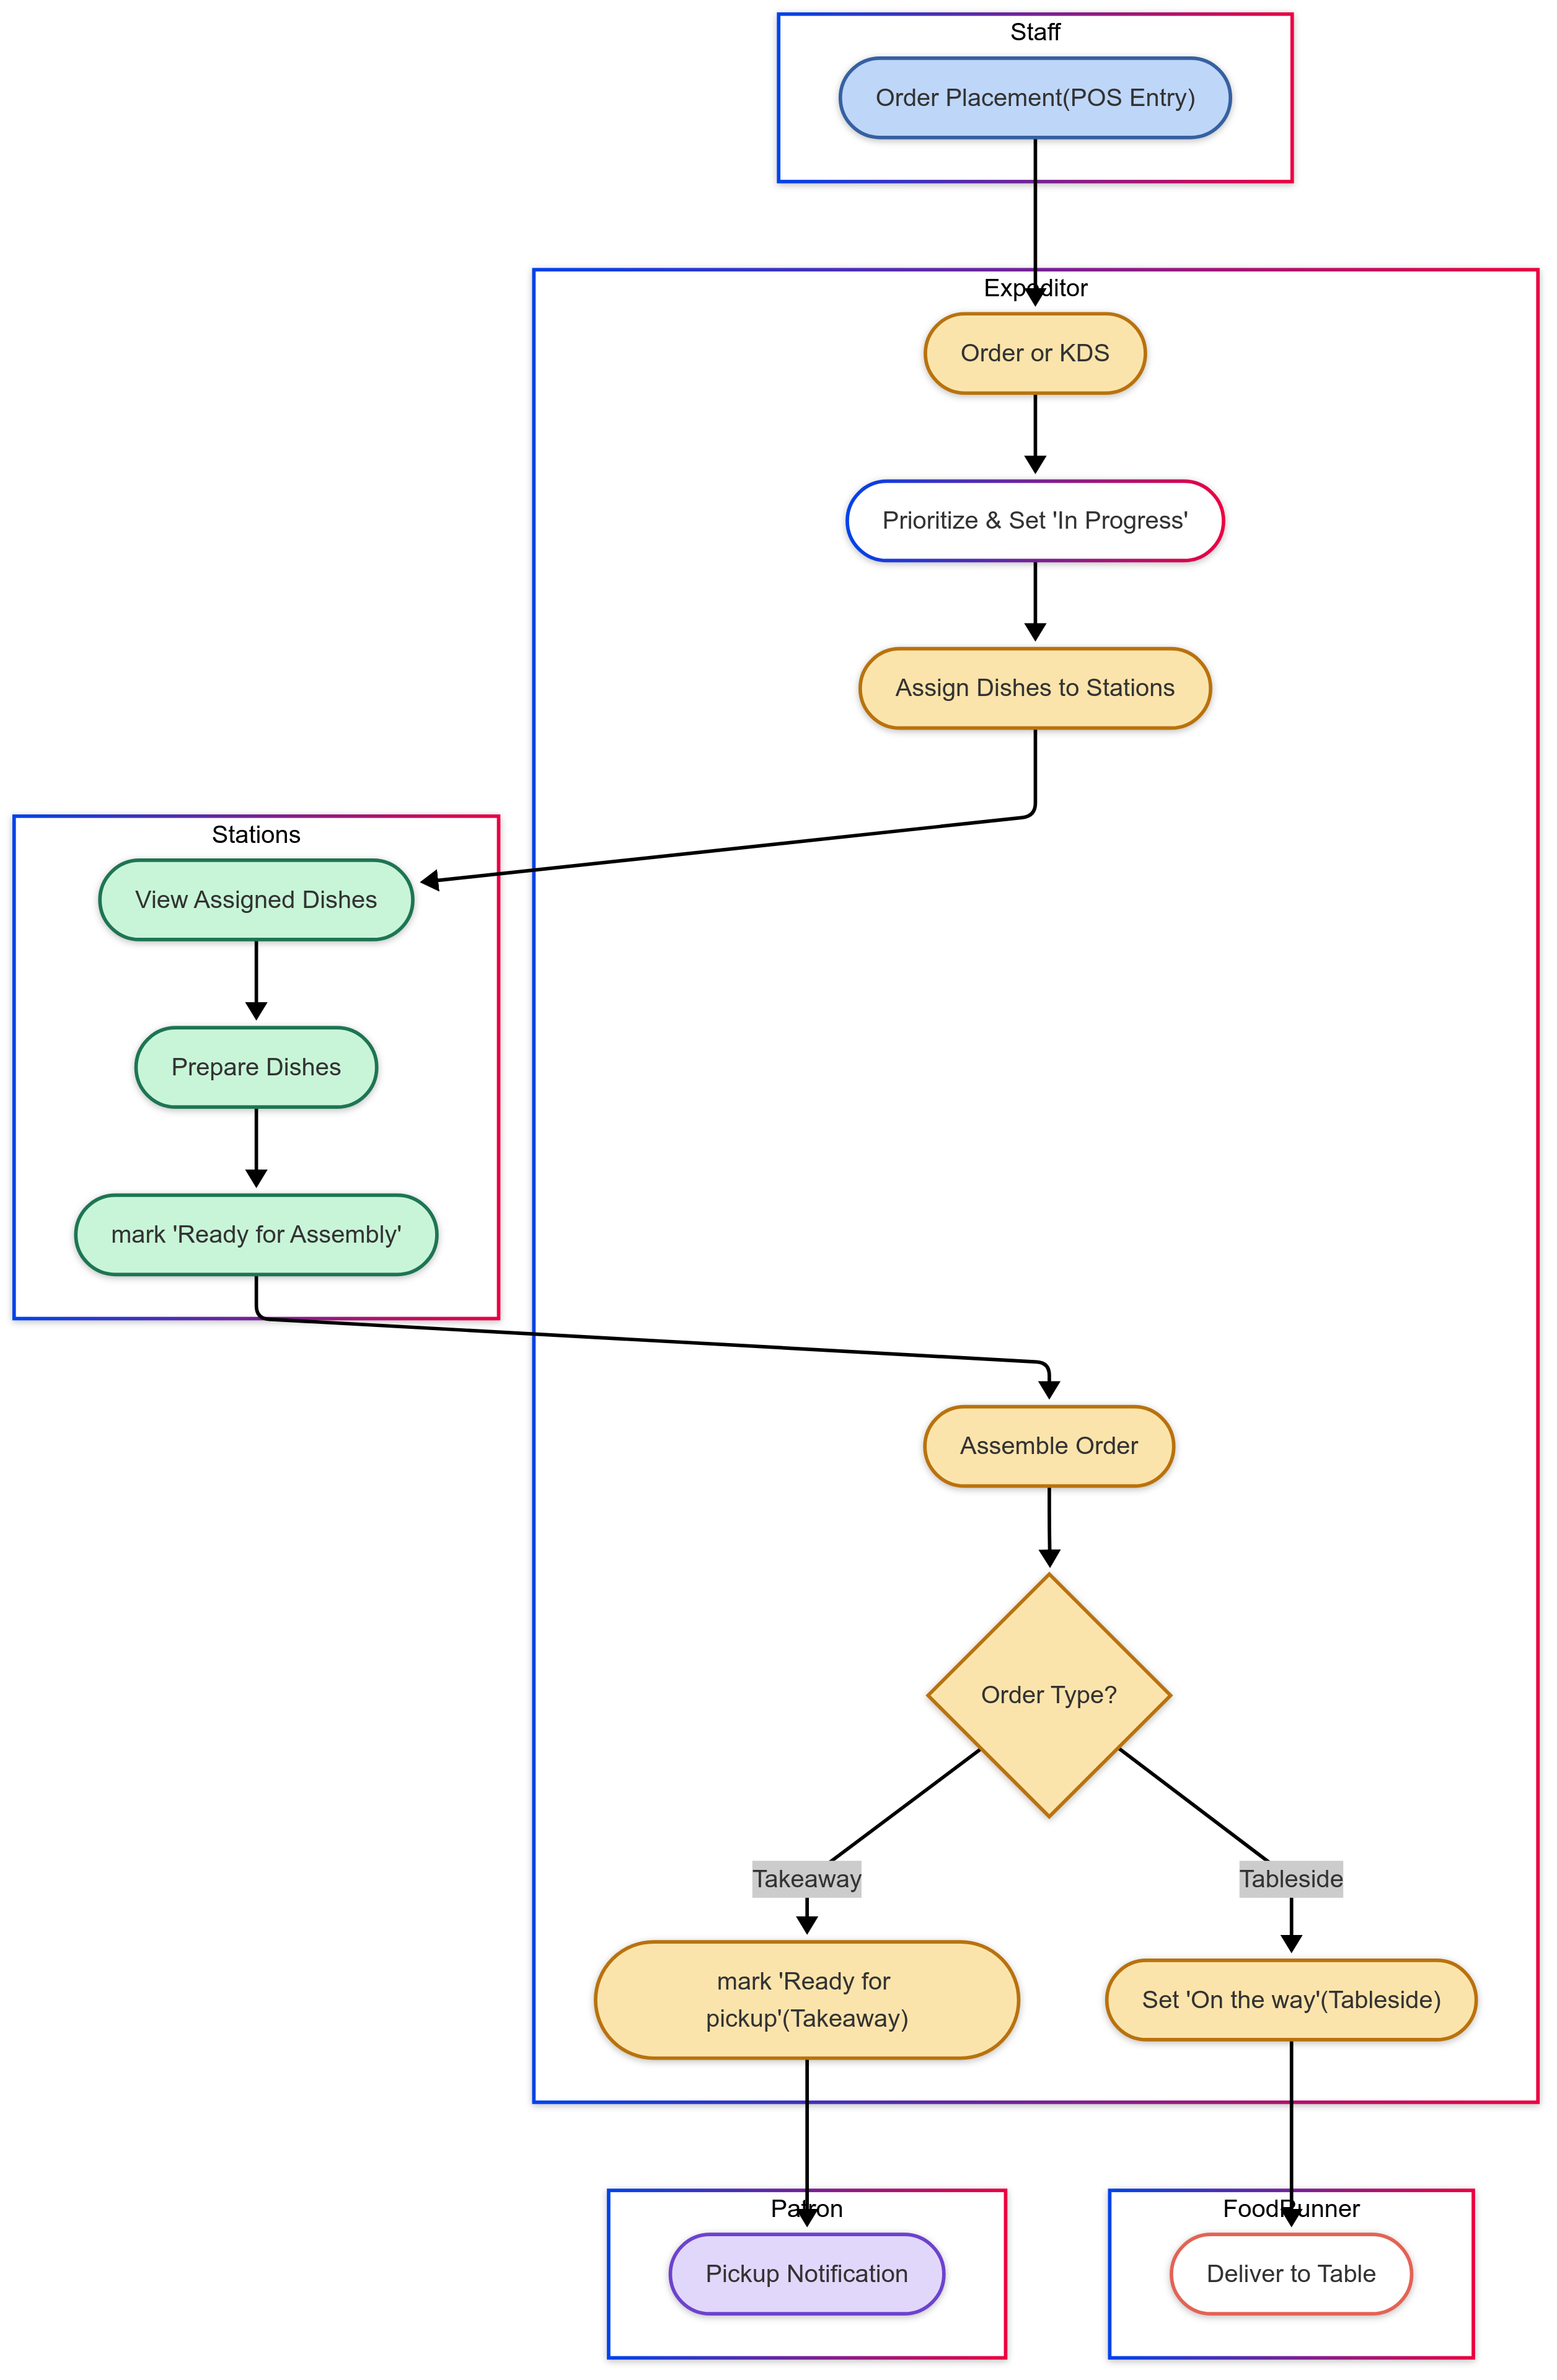 Staff
Order Placement(POS Entry)
Expeditor
Order or KDS
Prioritize & Set 'In Progress'
Assign Dishes to Stations
Stations
View Assigned Dishes
Prepare Dishes
mark 'Ready for Assembly'
Assemble Order
Order Type?
Takeaway
Tableside
mark 'Ready for
pickup'(Takeaway)
Set 'On the way'(Tableside)
Patron
FoodRunner
Pickup Notification
Deliver to Table